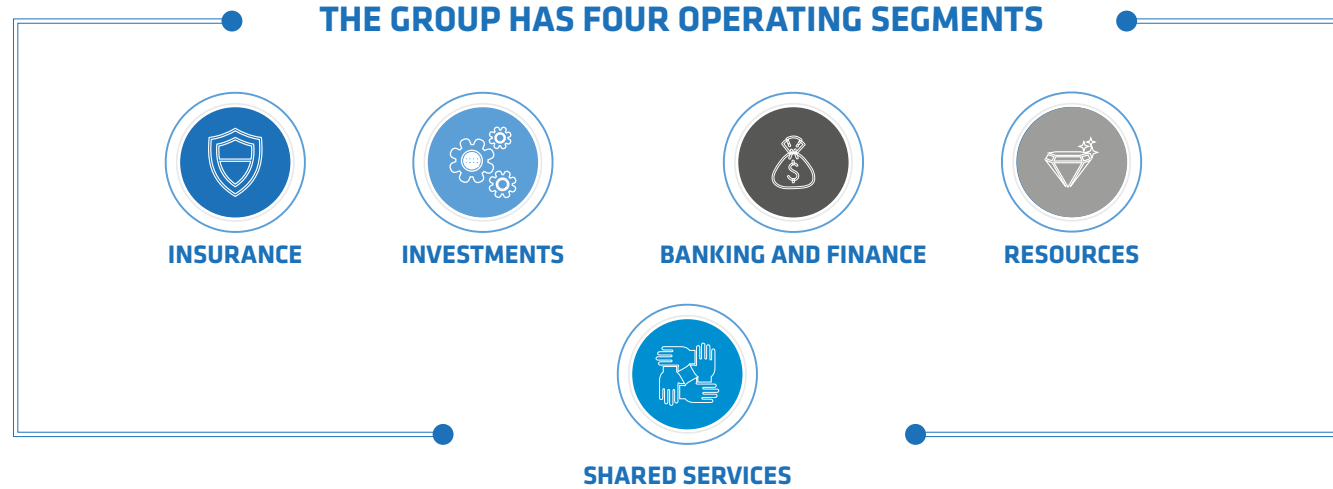 THE GROUP HAS FOUR OPERATING SEGMENTS
INSURANCE
INVESTMENTS
BANKING AND FINANCE
RESOURCES
$
SHARED SERVICES